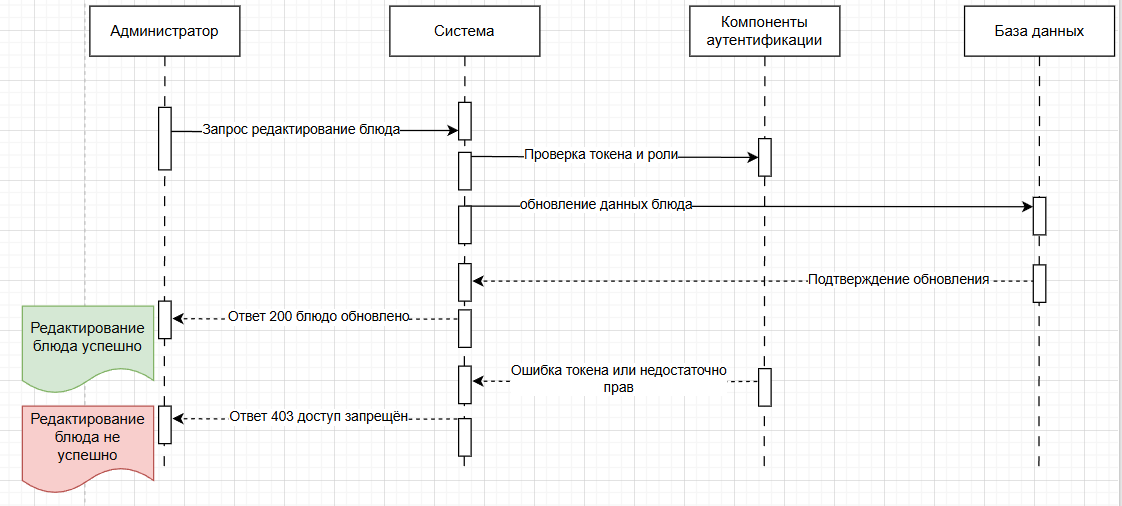 Администратор
Система
Компоненты
аутентификации
База данных
Запрос редактирование блюда
Проверка токена и роли
обновление данных блюда
Подтверждение обновления
Ответ 200 блюдо обновлено
Редактирование
блюда успешно
Ошибка токена или недостаточно
прав
Ответ 403 доступ запрещён
Редактирование
блюда не
успешно